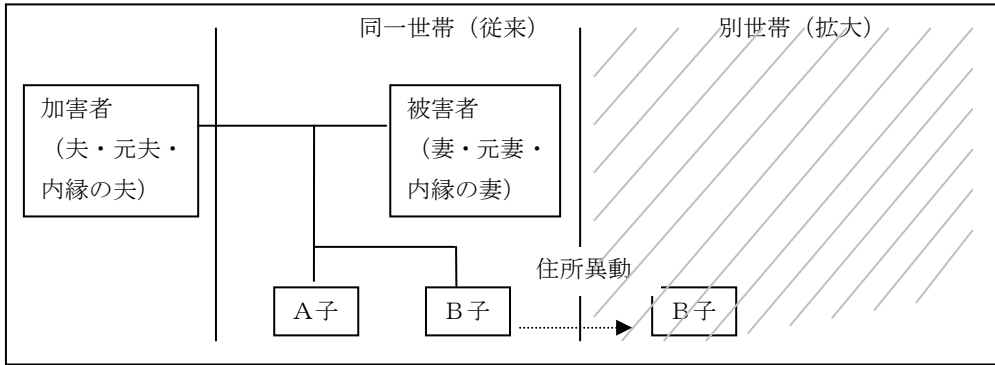 同一世帯（従来）
別世帯（拡大）
加害者
（夫・元夫・
内縁の夫）
被害者
（妻・元妻・
内縁の妻）
住所異動
Ａ子
Ｂ子
Ｂ子